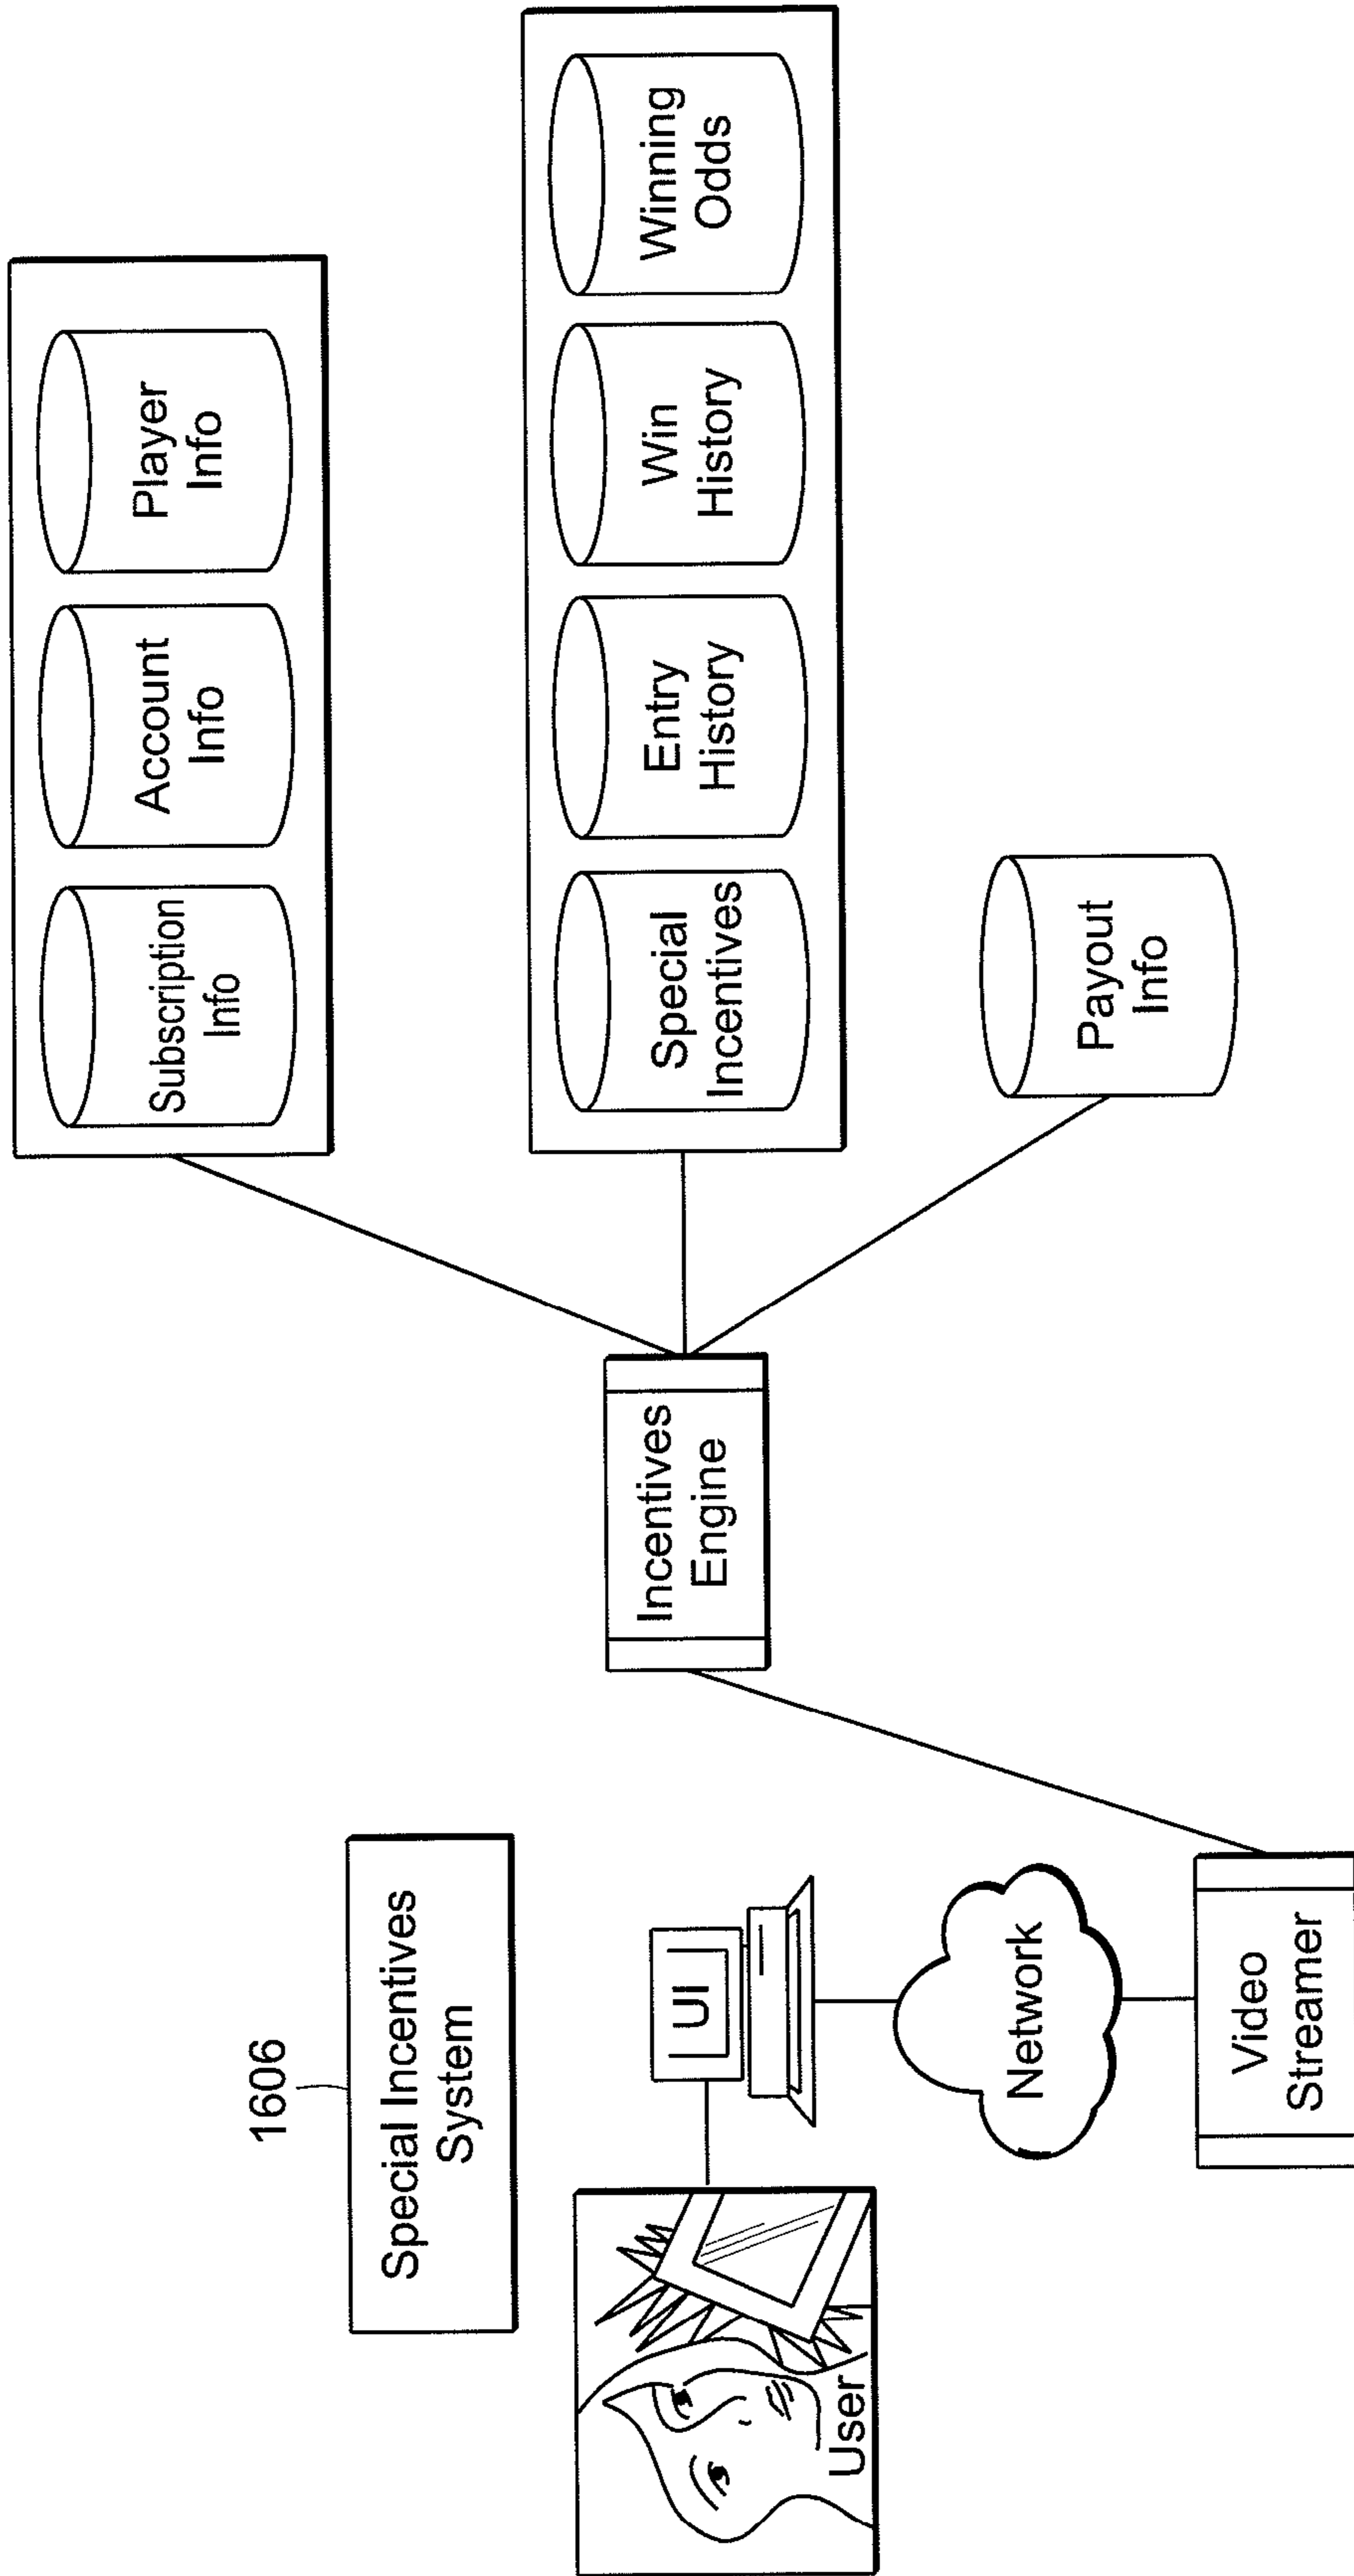 1606
Special Incentives
System
User
UI
Network
Video
Streamer
Incentives
Engine
Subscription
Info
Account
Info
Player
Info
Special
Incentives
Entry
History
Win
History
Winning
Odds
Payout
Info